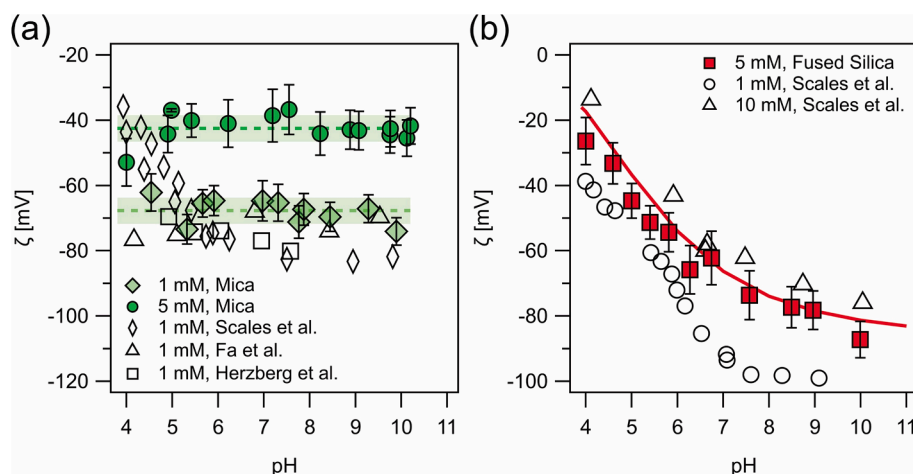 (a)
ζ [mV]
-20
-40
-60
-80
-100
-120
1 mM, Mica
5 mM, Mica
1 mM, Scales et al.
1 mM, Fa et al.
1 mM, Herzberg et al.
4 5 6 7 8 9 10 11
pH
(b)
ζ [mV]
0
-20
-40
-60
-80
-100
5 mM, Fused Silica
1 mM, Scales et al.
10 mM, Scales et al.
4 5 6 7 8 9 10 11
pH